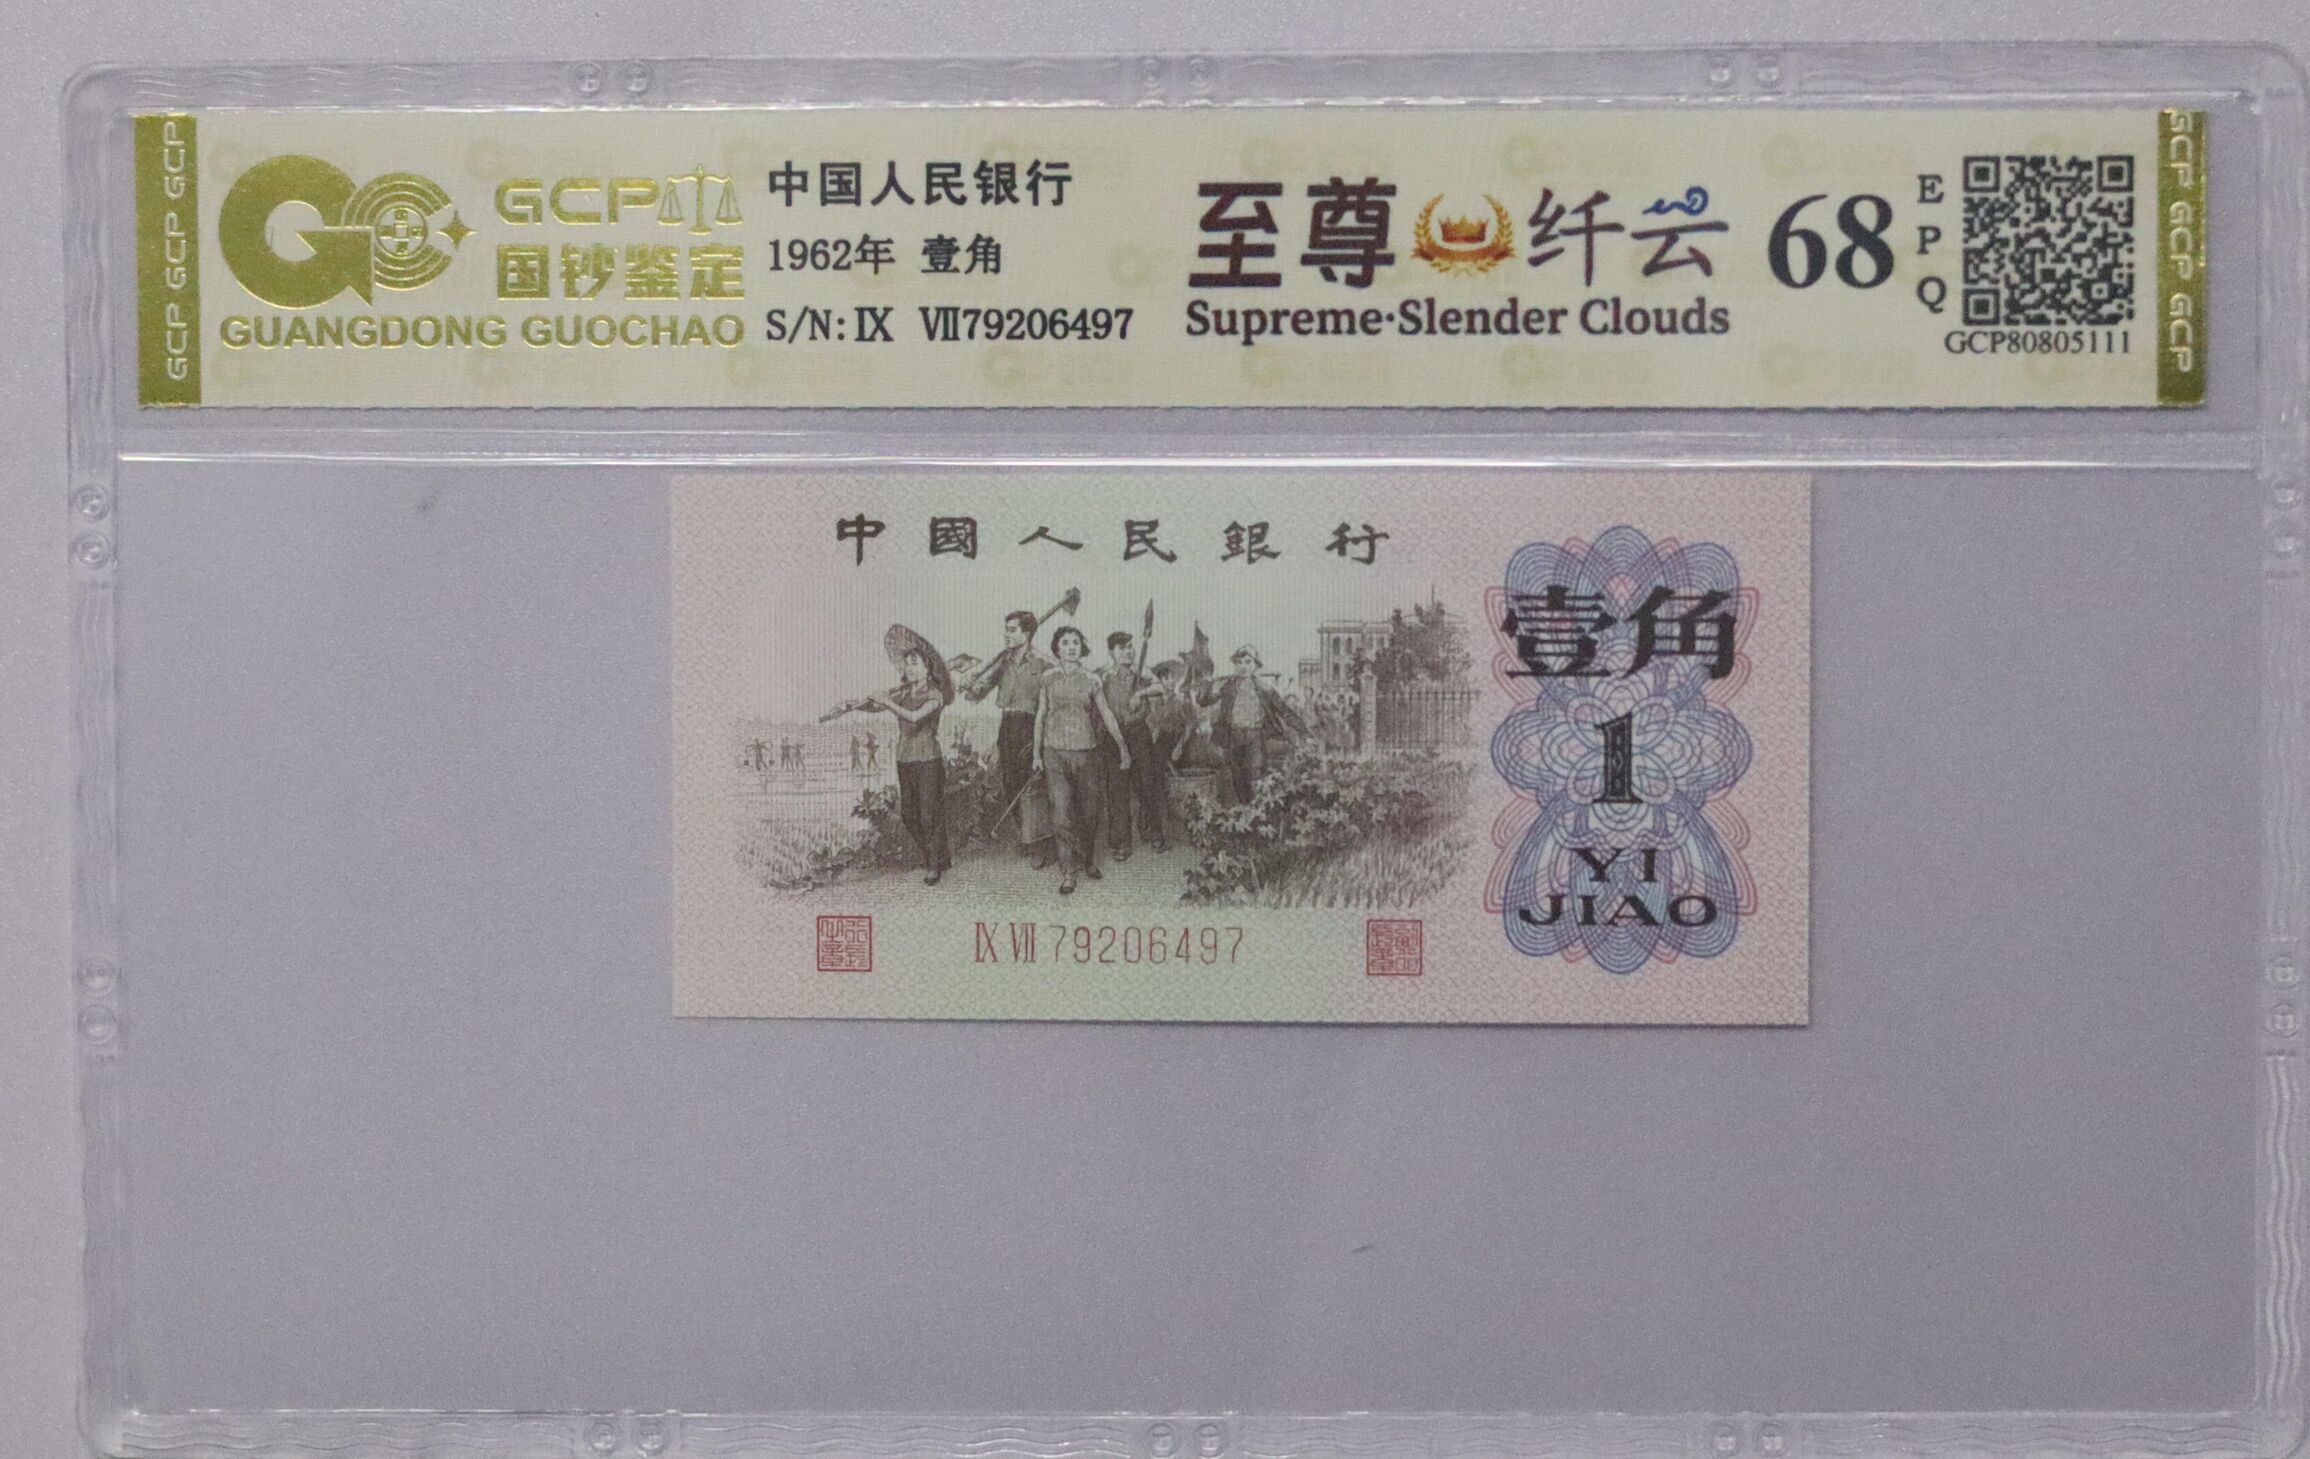 GCP GCP GCP
GCP
国钞鉴定
GUANGDONG GUOCHAO
中国人民银行
1962年 壹角
S/N: IX VII79206497
至尊 纤云
Supreme·Slender Clouds
68
EPQ
GCP80805111
GCP GCP GCP
中國人民銀行
壹角
1
YI
JIAO
IX VII 79206497